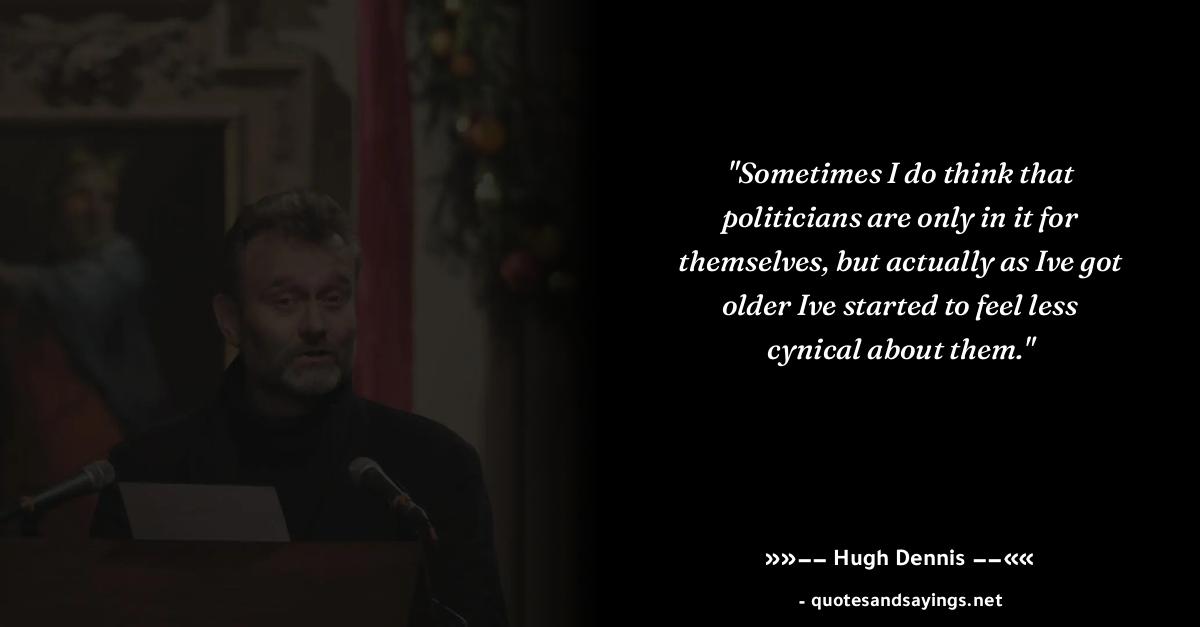 "Sometimes I do think that
politicians are only in it for
themselves, but actually as Ive got
older Ive started to feel less
cynical about them."
»»−− Hugh Dennis −−««
- quotesandsayings.net